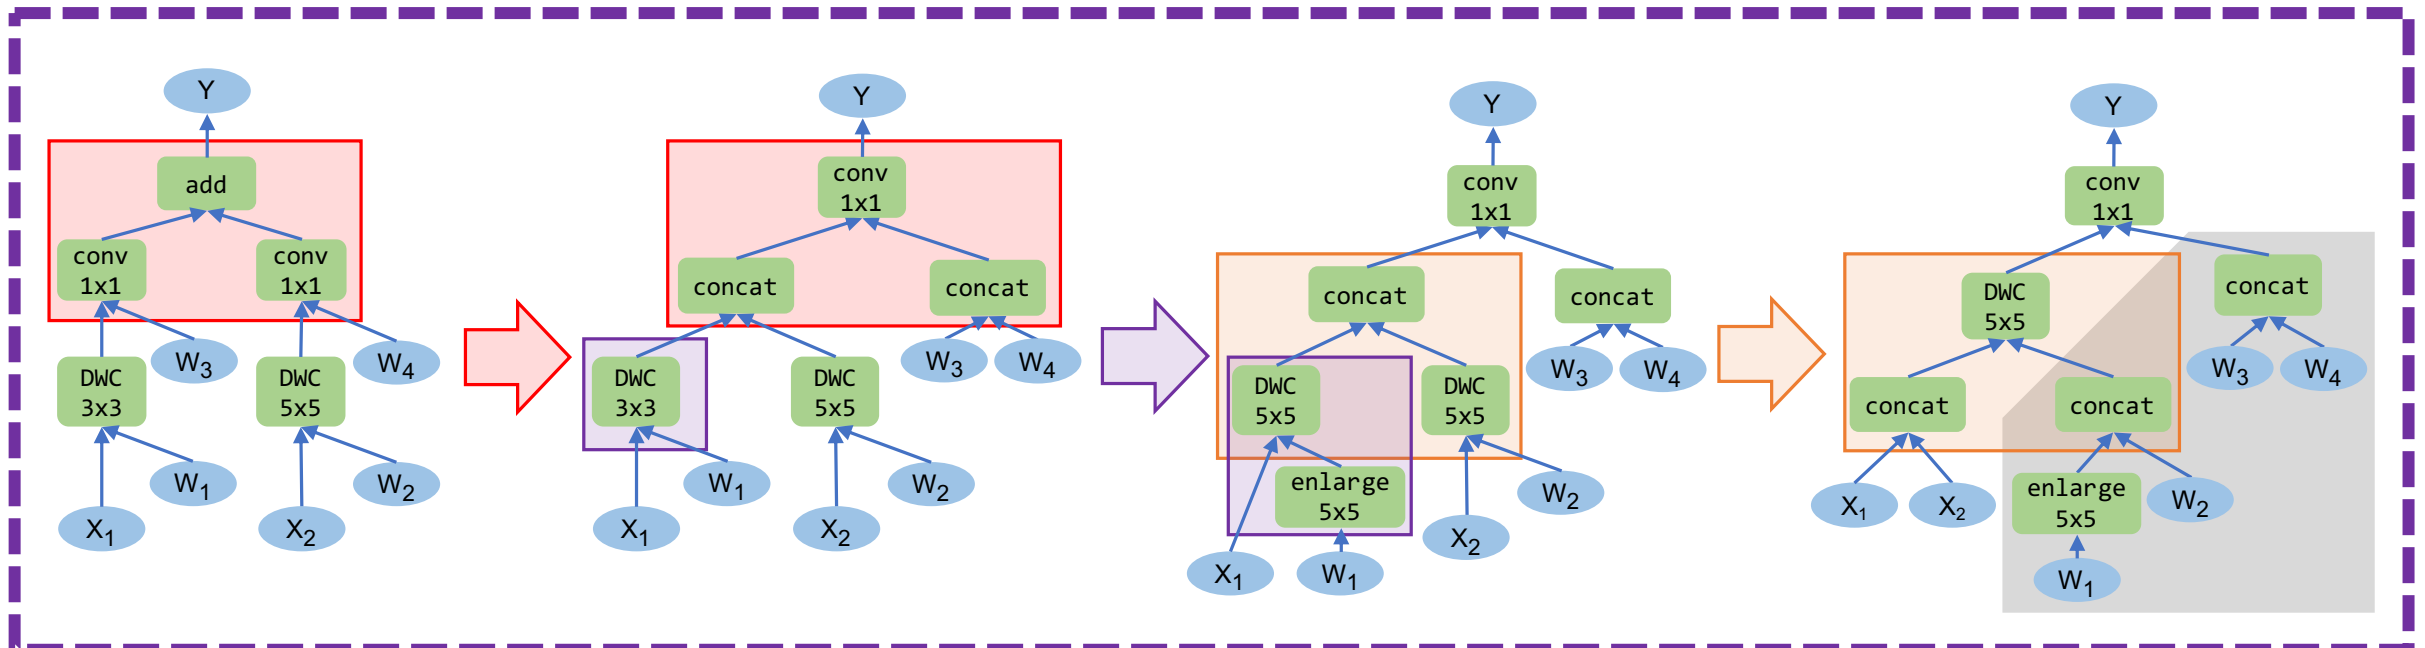 Y
add
conv
1x1
conv
1x1
W3
W4
DWC
3x3
DWC
5x5
W1
W2
X1
X2
Y
conv
1x1
concat
concat
W3
W4
DWC
3x3
DWC
5x5
W1
W2
X1
X2
Y
conv
1x1
concat
concat
W3
W4
DWC
5x5
DWC
5x5
enlarge
5x5
W2
X2
X1
W1
Y
conv
1x1
DWC
5x5
concat
W3
W4
concat
concat
X1
X2
enlarge
5x5
W2
W1